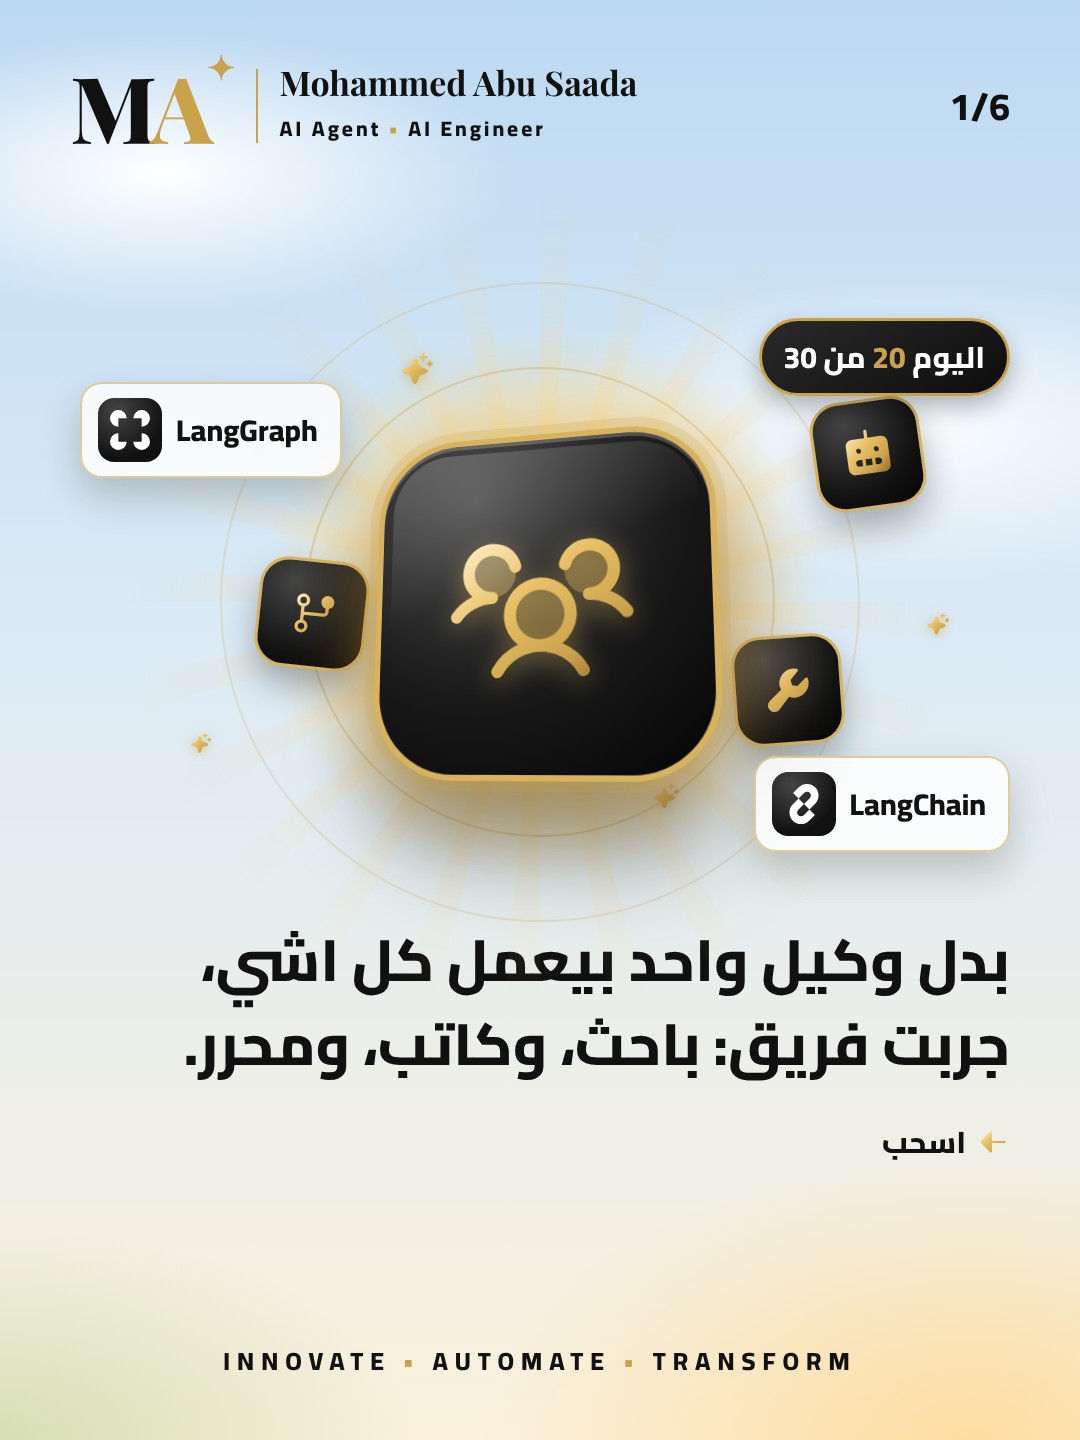 MA
Mohammed Abu Saada
AI Agent ▪ AI Engineer
1/6
اليوم 20 من 30
LangGraph
LangChain
بدل وكيل واحد بيعمل كل اشي،
جربت فريق: باحث، وكاتب، ومحرر.
اسحب
INNOVATE ▪ AUTOMATE ▪ TRANSFORM